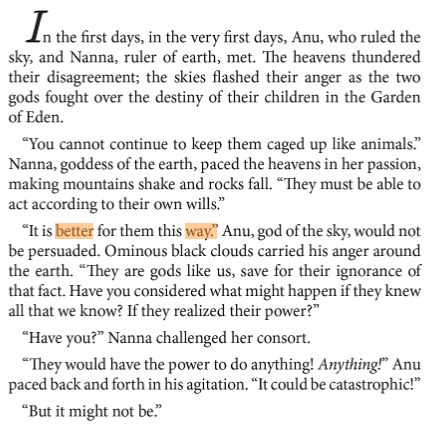 In the first days, in the very first days, Anu, who ruled the
sky, and Nanna, ruler of earth, met. The heavens thundered
their disagreement; the skies flashed their anger as the two
gods fought over the destiny of their children in the Garden
of Eden.
“You cannot continue to keep them caged up like animals.”
Nanna, goddess of the earth, paced the heavens in her passion,
making mountains shake and rocks fall. “They must be able to
act according to their own wills.”
“It is better for them this way.” Anu, god of the sky, would not
be persuaded. Ominous black clouds carried his anger around
the earth. “They are gods like us, save for their ignorance of
that fact. Have you considered what might happen if they knew
all that we know? If they realized their power?”
“Have you?” Nanna challenged her consort.
“They would have the power to do anything! Anything!” Anu
paced back and forth in his agitation. “It could be catastrophic!”
“But it might not be.”